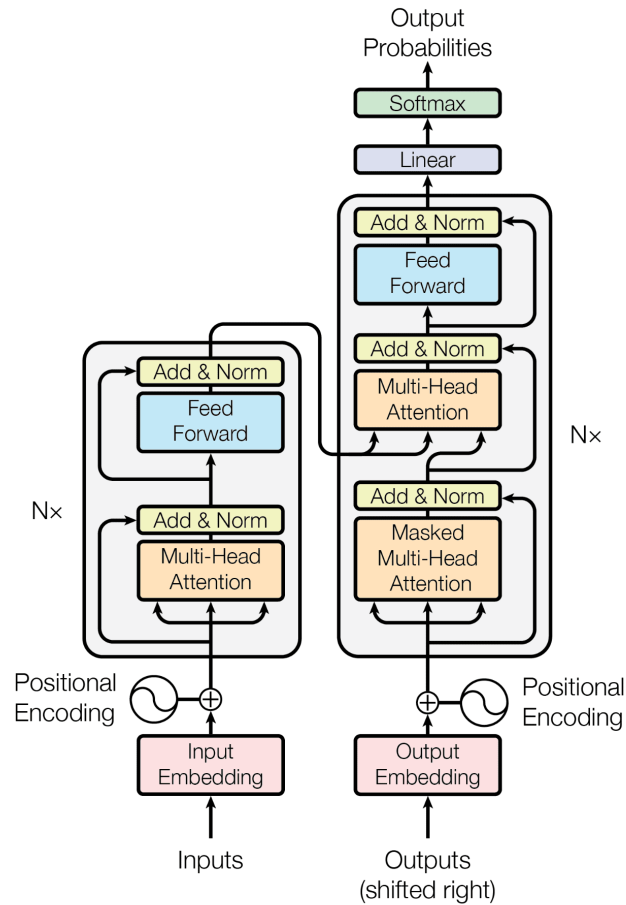 Output
Probabilities
Softmax
Linear
Add & Norm
Feed
Forward
Add & Norm
Multi-Head
Attention
N×
Add & Norm
Masked
Multi-Head
Attention
Add & Norm
Feed
Forward
N×
Add & Norm
Multi-Head
Attention
Positional
Encoding
Positional
Encoding
Input
Embedding
Output
Embedding
Inputs
Outputs
(shifted right)